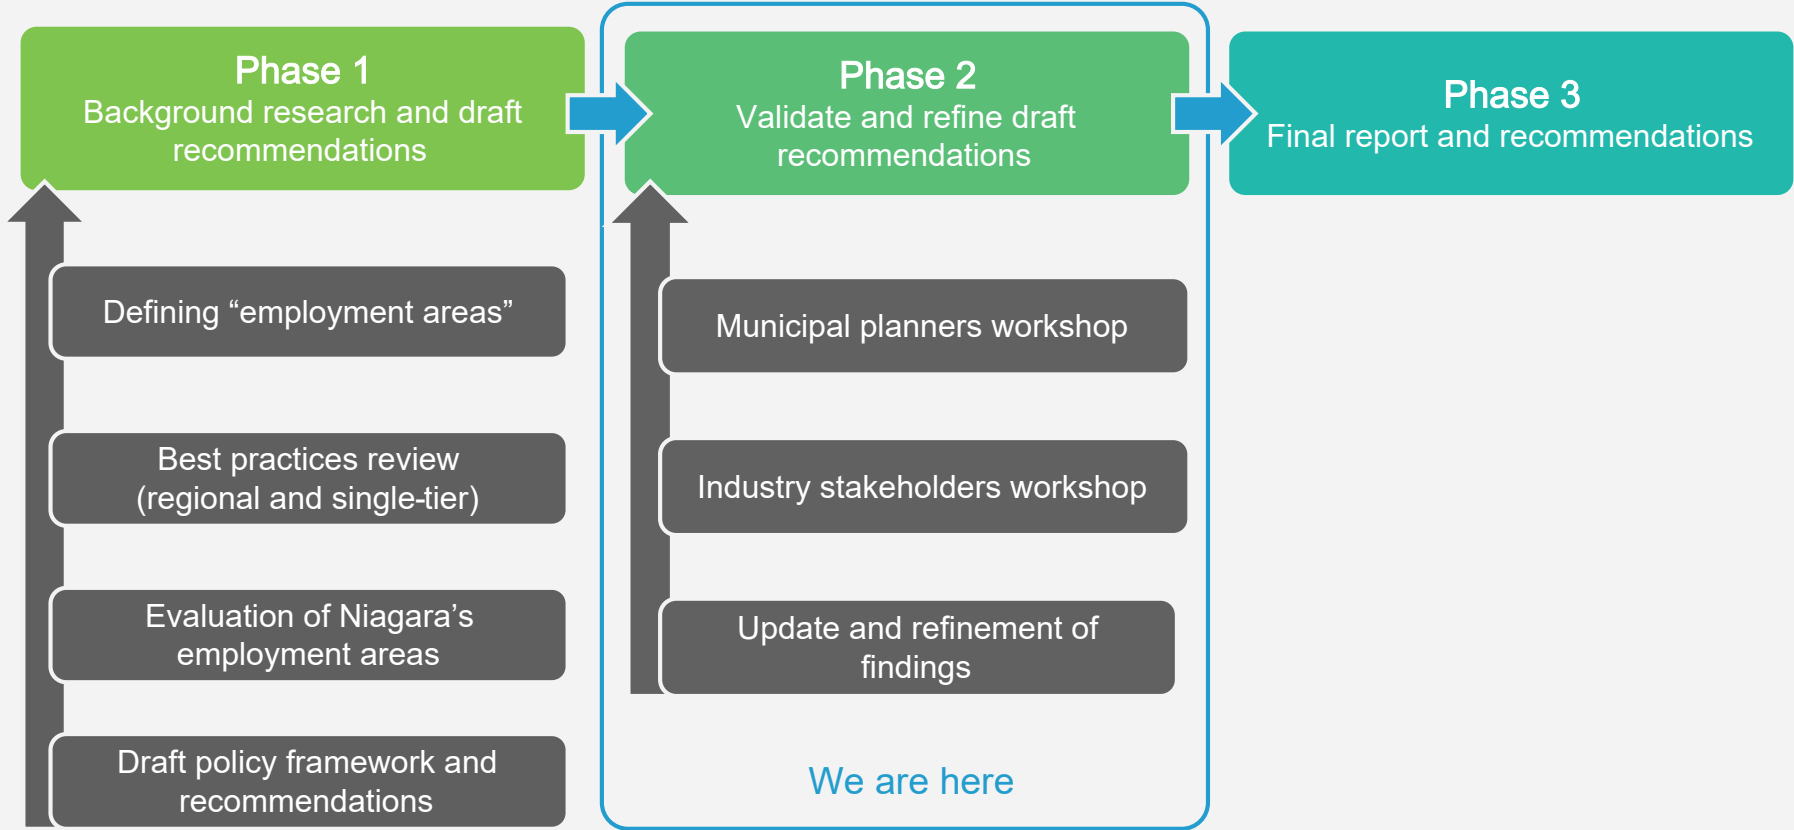 Phase 1
Background research and draft
recommendations
Defining “employment areas”
Best practices review
(regional and single-tier)
Evaluation of Niagara’s
employment areas
Draft policy framework and
recommendations
Phase 2
Validate and refine draft
recommendations
Municipal planners workshop
Industry stakeholders workshop
Update and refinement of
findings
We are here
Phase 3
Final report and recommendations